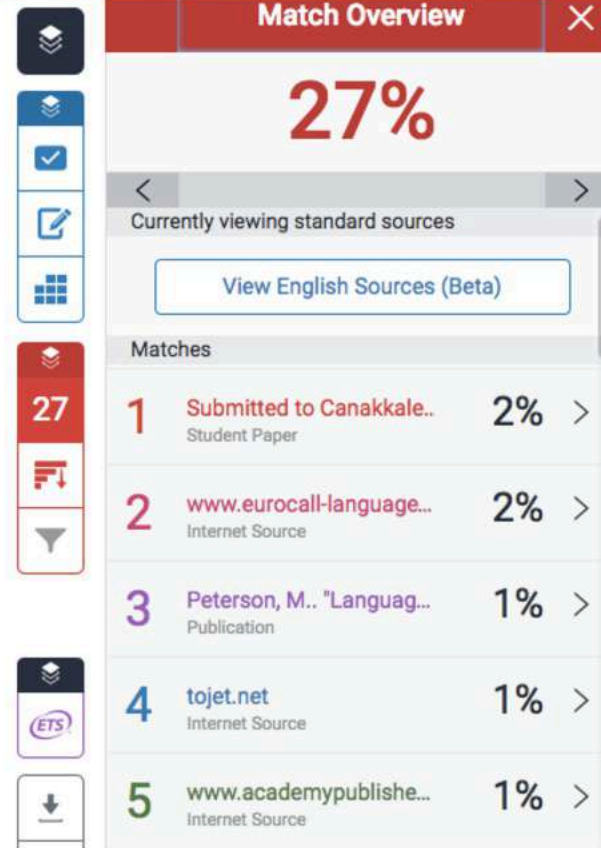 Match Overview
27%
Currently viewing standard sources
View English Sources (Beta)
Matches
27
1 Submitted to Canakkale.. 2%
Student Paper
2 www.eurocall-language... 2%
Internet Source
3 Peterson, M.. "Languag... 1%
Publication
4 tojet.net 1%
Internet Source
ETS
5 www.academypublishe... 1%
Internet Source